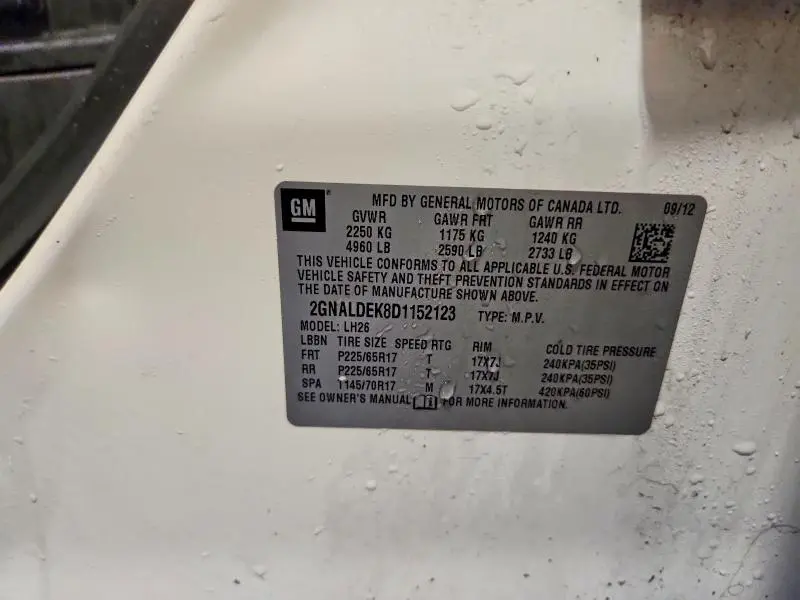 GM MFD BY GENERAL MOTORS OF CANADA LTD. 09/12
GVWR GAWR FRT GAWR RR
2250 KG 1175 KG 1240 KG
4960 LB 2590 LB 2733 LB
THIS VEHICLE CONFORMS TO ALL APPLICABLE U.S. FEDERAL MOTOR
VEHICLE SAFETY AND THEFT PREVENTION STANDARDS IN EFFECT ON
THE DATE OF MANUFACTURE SHOWN ABOVE.
2GNALDEK8D1152123 TYPE: M.P.V.
MODEL: LH26
LBBN TIRE SIZE SPEED RTG RIM COLD TIRE PRESSURE
FRT P225/65R17 T 17X7J 240KPA(35PSI)
RR P225/65R17 T 17X7J 240KPA(35PSI)
SPA T145/70R17 M 17X4.5T 420KPA(60PSI)
SEE OWNER'S MANUAL FOR MORE INFORMATION.